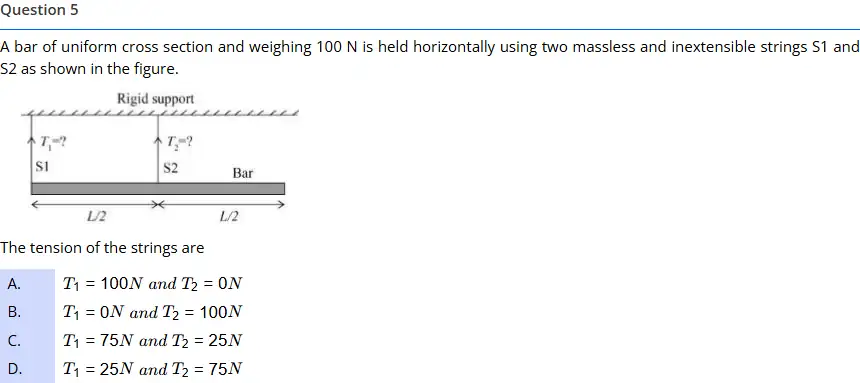 Question 5
A bar of uniform cross section and weighing 100 N is held horizontally using two massless and inextensible strings S1 and
S2 as shown in the figure.
Rigid support
T₁=? T₂=?
S1 S2 Bar
L/2 L/2
The tension of the strings are
A. T₁ = 100N and T₂ = 0N
B. T₁ = 0N and T₂ = 100N
C. T₁ = 75N and T₂ = 25N
D. T₁ = 25N and T₂ = 75N